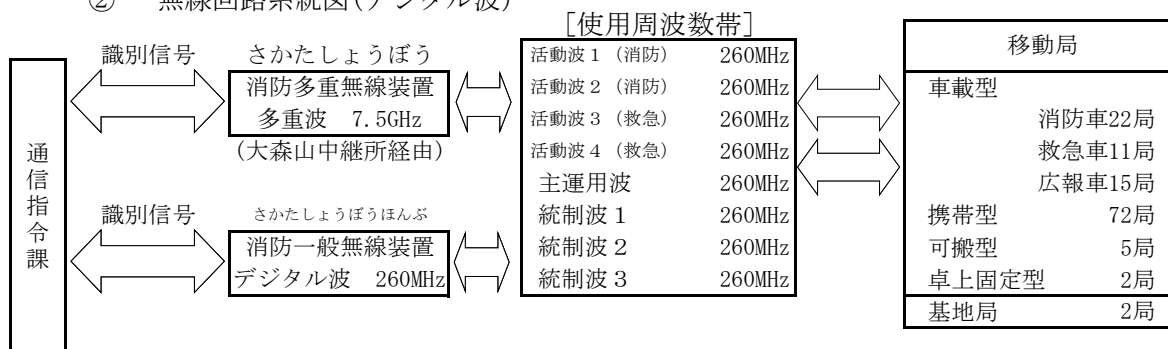 ② 無線回路系統図(デジタル波)
[使用周波数帯]
通信指令課
識別信号
さかたしょうぼう
消防多重無線装置
多重波 7.5GHz
(大森山中継所経由)
識別信号
さかたしょうぼうほんぶ
消防一般無線装置
デジタル波 260MHz
活動波1 (消防) 260MHz
活動波2 (消防) 260MHz
活動波3 (救急) 260MHz
活動波4 (救急) 260MHz
主運用波 260MHz
統制波1 260MHz
統制波2 260MHz
統制波3 260MHz
移動局
車載型
消防車22局
救急車11局
広報車15局
携帯型 72局
可搬型 5局
卓上固定型 2局
基地局 2局